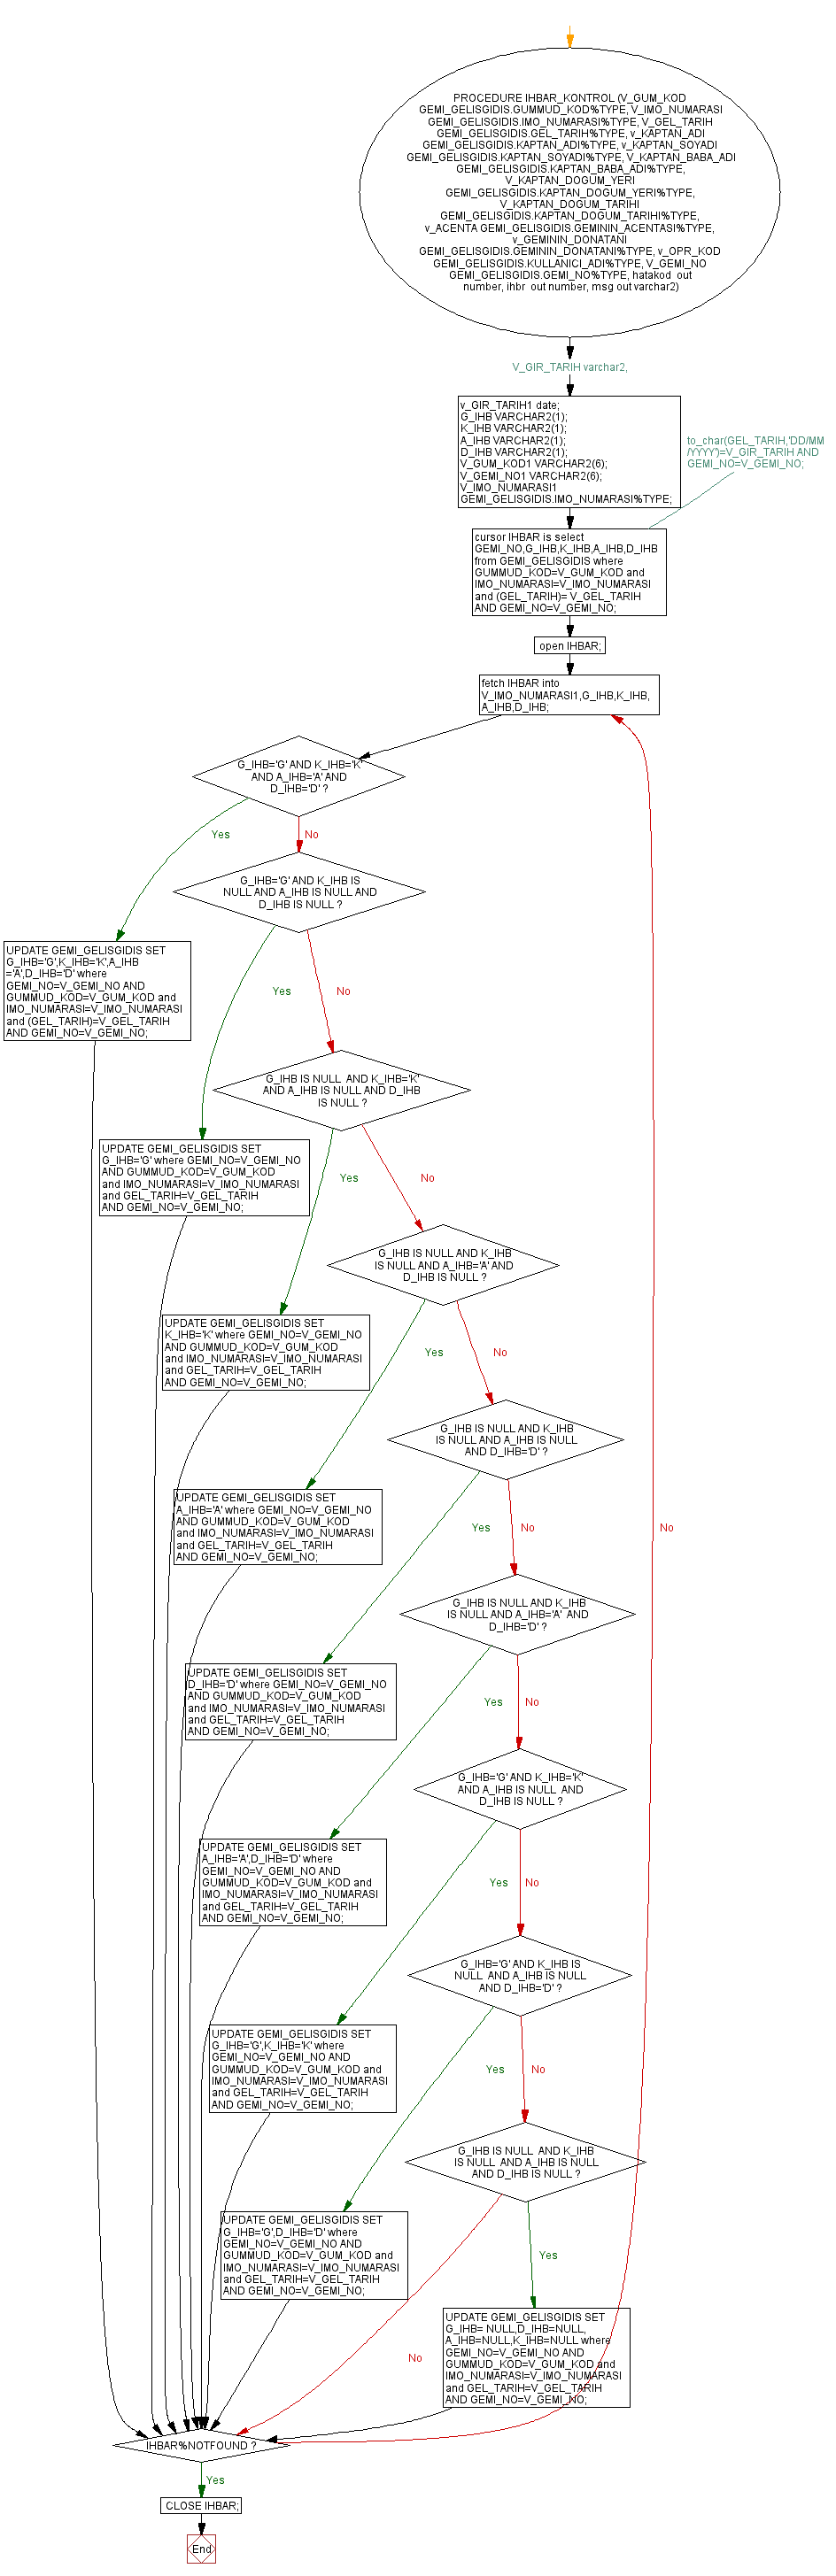 PROCEDURE IHBAR_KONTROL (V_GUM_KOD
GEMI_GELISGIDIS.GUMMUD_KOD%TYPE, V_IMO_NUMARASI
GEMI_GELISGIDIS.IMO_NUMARASI%TYPE, V_GEL_TARIH
GEMI_GELISGIDIS.GEL_TARIH%TYPE, v_KAPTAN_ADI
GEMI_GELISGIDIS.KAPTAN_ADI%TYPE, v_KAPTAN_SOYADI
GEMI_GELISGIDIS.KAPTAN_SOYADI%TYPE, V_KAPTAN_BABA_ADI
GEMI_GELISGIDIS.KAPTAN_BABA_ADI%TYPE,
V_KAPTAN_DOGUM_YERI
GEMI_GELISGIDIS.KAPTAN_DOGUM_YERI%TYPE,
V_KAPTAN_DOGUM_TARIHI
GEMI_GELISGIDIS.KAPTAN_DOGUM_TARIHI%TYPE,
v_ACENTA GEMI_GELISGIDIS.GEMININ_ACENTASI%TYPE,
v_GEMININ_DONATANI
GEMI_GELISGIDIS.GEMININ_DONATANI%TYPE, v_OPR_KOD
GEMI_GELISGIDIS.KULLANICI_ADI%TYPE, V_GEMI_NO
GEMI_GELISGIDIS.GEMI_NO%TYPE, hatakod out
number, ihbr out number, msg out varchar2)
V_GIR_TARIH varchar2,
v_GIR_TARIH1 date;
G_IHB VARCHAR2(1);
K_IHB VARCHAR2(1);
A_IHB VARCHAR2(1);
D_IHB VARCHAR2(1);
V_GUM_KOD1 VARCHAR2(6);
V_GEMI_NO1 VARCHAR2(6);
V_IMO_NUMARASI1
GEMI_GELISGIDIS.IMO_NUMARASI%TYPE;
to_char(GEL_TARIH,'DD/MM
/YYYY')=V_GIR_TARIH AND
GEMI_NO=V_GEMI_NO;
cursor IHBAR is select
GEMI_NO,G_IHB,K_IHB,A_IHB,D_IHB
from GEMI_GELISGIDIS where
GUMMUD_KOD=V_GUM_KOD and
IMO_NUMARASI=V_IMO_NUMARASI
and (GEL_TARIH)= V_GEL_TARIH
AND GEMI_NO=V_GEMI_NO;
open IHBAR;
fetch IHBAR into
V_IMO_NUMARASI1,G_IHB,K_IHB,
A_IHB,D_IHB;
G_IHB='G' AND K_IHB='K'
AND A_IHB='A' AND
D_IHB='D' ?
Yes
No
G_IHB='G' AND K_IHB IS
NULL AND A_IHB IS NULL AND
D_IHB IS NULL ?
UPDATE GEMI_GELISGIDIS SET
G_IHB='G',K_IHB='K',A_IHB
='A',D_IHB='D' where
GEMI_NO=V_GEMI_NO AND
GUMMUD_KOD=V_GUM_KOD and
IMO_NUMARASI=V_IMO_NUMARASI
and (GEL_TARIH)=V_GEL_TARIH
AND GEMI_NO=V_GEMI_NO;
Yes
No
G_IHB IS NULL AND K_IHB='K'
AND A_IHB IS NULL AND D_IHB
IS NULL ?
UPDATE GEMI_GELISGIDIS SET
G_IHB='G' where GEMI_NO=V_GEMI_NO
AND GUMMUD_KOD=V_GUM_KOD
and IMO_NUMARASI=V_IMO_NUMARASI
and GEL_TARIH=V_GEL_TARIH
AND GEMI_NO=V_GEMI_NO;
Yes
No
G_IHB IS NULL AND K_IHB
IS NULL AND A_IHB='A' AND
D_IHB IS NULL ?
UPDATE GEMI_GELISGIDIS SET
K_IHB='K' where GEMI_NO=V_GEMI_NO
AND GUMMUD_KOD=V_GUM_KOD
and IMO_NUMARASI=V_IMO_NUMARASI
and GEL_TARIH=V_GEL_TARIH
AND GEMI_NO=V_GEMI_NO;
Yes
No
G_IHB IS NULL AND K_IHB
IS NULL AND A_IHB IS NULL
AND D_IHB='D' ?
UPDATE GEMI_GELISGIDIS SET
A_IHB='A' where GEMI_NO=V_GEMI_NO
AND GUMMUD_KOD=V_GUM_KOD
and IMO_NUMARASI=V_IMO_NUMARASI
and GEL_TARIH=V_GEL_TARIH
AND GEMI_NO=V_GEMI_NO;
Yes
No
No
G_IHB IS NULL AND K_IHB
IS NULL AND A_IHB='A' AND
D_IHB='D' ?
UPDATE GEMI_GELISGIDIS SET
D_IHB='D' where GEMI_NO=V_GEMI_NO
AND GUMMUD_KOD=V_GUM_KOD
and IMO_NUMARASI=V_IMO_NUMARASI
and GEL_TARIH=V_GEL_TARIH
AND GEMI_NO=V_GEMI_NO;
Yes
No
G_IHB='G' AND K_IHB='K'
AND A_IHB IS NULL AND
D_IHB IS NULL ?
UPDATE GEMI_GELISGIDIS SET
A_IHB='A',D_IHB='D' where
GEMI_NO=V_GEMI_NO AND
GUMMUD_KOD=V_GUM_KOD and
IMO_NUMARASI=V_IMO_NUMARASI
and GEL_TARIH=V_GEL_TARIH
AND GEMI_NO=V_GEMI_NO;
Yes
No
G_IHB='G' AND K_IHB IS
NULL AND A_IHB IS NULL
AND D_IHB='D' ?
UPDATE GEMI_GELISGIDIS SET
G_IHB='G',K_IHB='K' where
GEMI_NO=V_GEMI_NO AND
GUMMUD_KOD=V_GUM_KOD and
IMO_NUMARASI=V_IMO_NUMARASI
and GEL_TARIH=V_GEL_TARIH
AND GEMI_NO=V_GEMI_NO;
Yes
No
G_IHB IS NULL AND K_IHB
IS NULL AND A_IHB IS NULL
AND D_IHB IS NULL ?
UPDATE GEMI_GELISGIDIS SET
G_IHB='G',D_IHB='D' where
GEMI_NO=V_GEMI_NO AND
GUMMUD_KOD=V_GUM_KOD and
IMO_NUMARASI=V_IMO_NUMARASI
and GEL_TARIH=V_GEL_TARIH
AND GEMI_NO=V_GEMI_NO;
Yes
No
UPDATE GEMI_GELISGIDIS SET
G_IHB= NULL,D_IHB=NULL,
A_IHB=NULL,K_IHB=NULL where
GEMI_NO=V_GEMI_NO AND
GUMMUD_KOD=V_GUM_KOD and
IMO_NUMARASI=V_IMO_NUMARASI
and GEL_TARIH=V_GEL_TARIH
AND GEMI_NO=V_GEMI_NO;
IHBAR%NOTFOUND ?
Yes
CLOSE IHBAR;
End